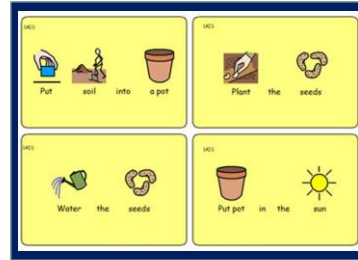 Put soil into a pot
Plant the seeds
Water the seeds
Put pot in the sun